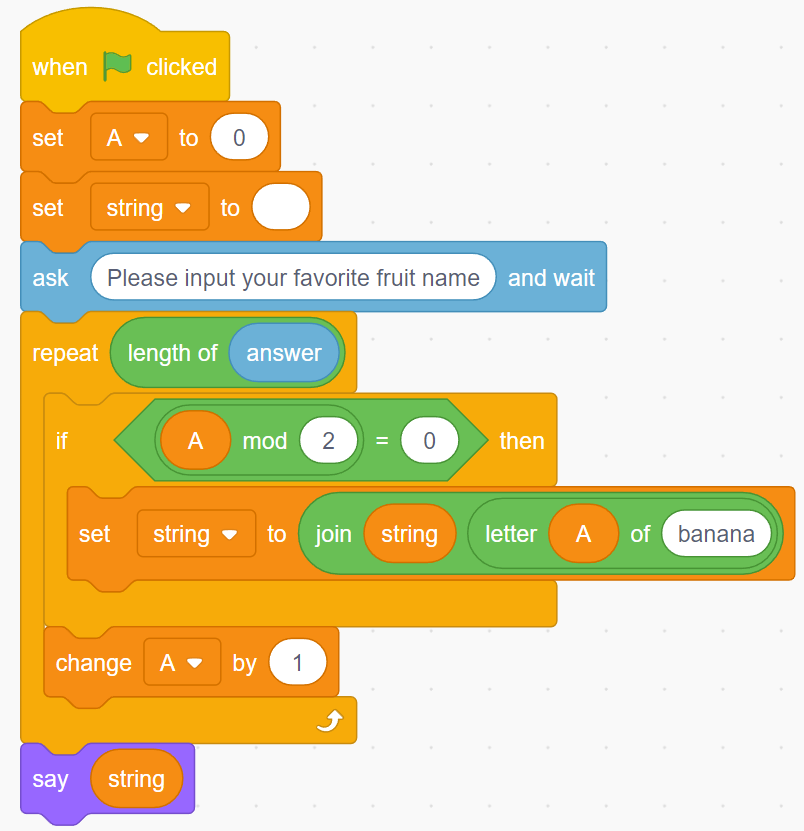 when clicked
set A to 0
set string to
ask Please input your favorite fruit name and wait
repeat length of answer
if A mod 2 = 0 then
set string to join string letter A of banana
change A by 1
say string